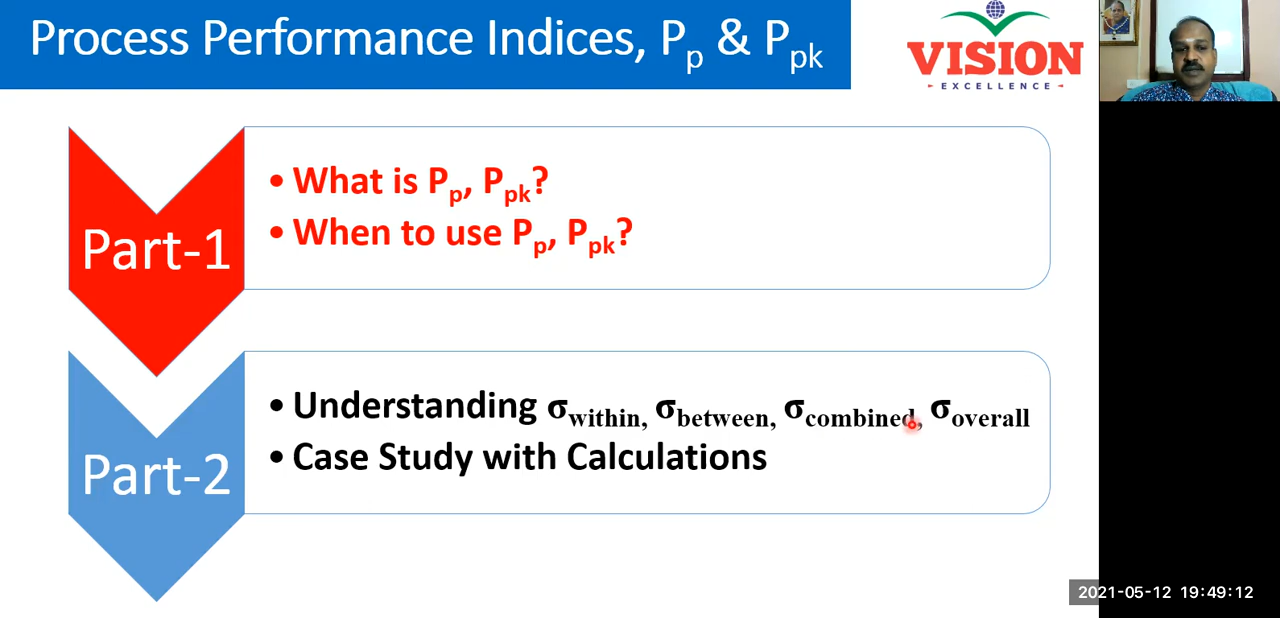 Process Performance Indices, Pp & Ppk
VISION
EXCELLENCE
Part-1
• What is Pp, Ppk?
• When to use Pp, Ppk?
Part-2
• Understanding σwithin, σbetween, σcombined, σoverall
• Case Study with Calculations
2021-05-12 19:49:12